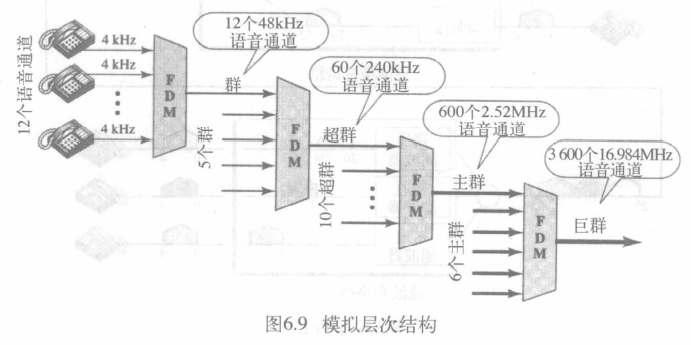 12个48kHz
语音通道
4 kHz
4 kHz
4 kHz
12个语音通道
FDM
群
60个240kHz
语音通道
5个群
FDM
超群
600个2.52MHz
语音通道
10个超群
FDM
主群
3 600个16.984MHz
语音通道
6个主群
FDM
巨群
图6.9 模拟层次结构